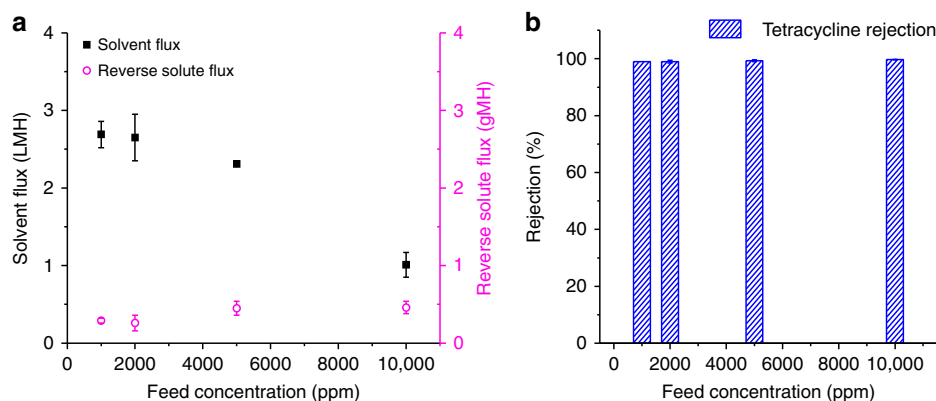 a
4
3
2
1
0
Solvent flux (LMH)
Solvent flux
Reverse solute flux
4
3
2
1
0
Reverse solute flux (gMH)
0 2000 4000 6000 8000 10,000
Feed concentration (ppm)
b
Tetracycline rejection
100
80
60
40
20
0
Rejection (%)
0 2000 4000 6000 8000 10,000
Feed concentration (ppm)